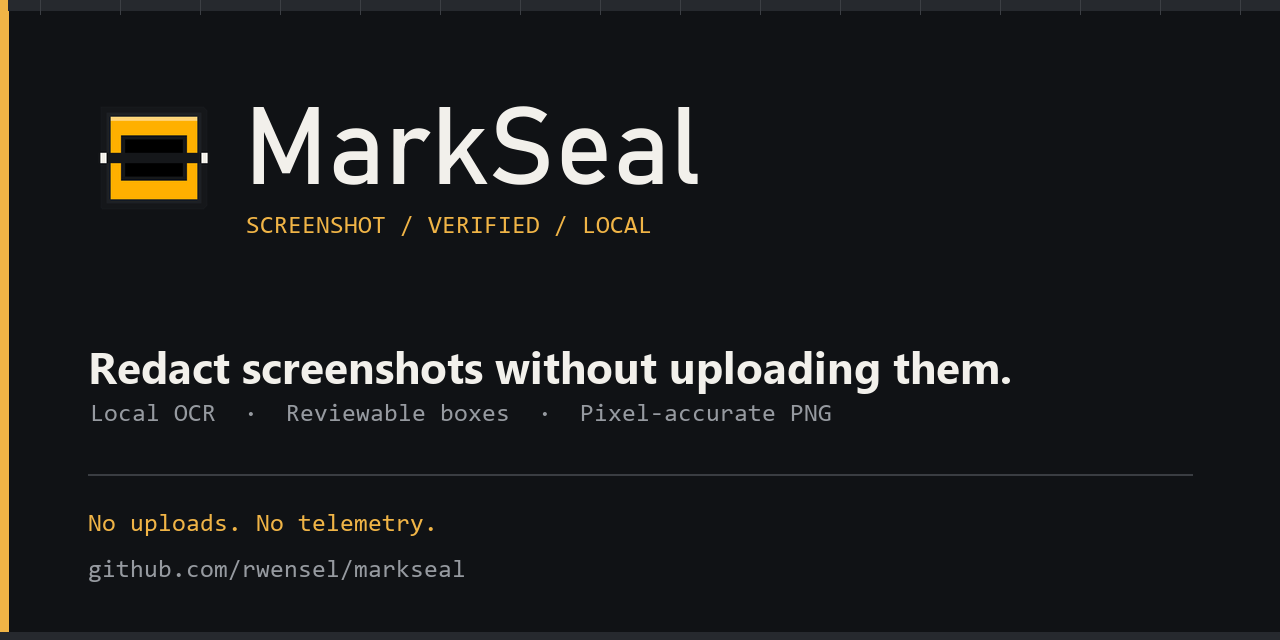 MarkSeal
SCREENSHOT / VERIFIED / LOCAL
Redact screenshots without uploading them.
Local OCR · Reviewable boxes · Pixel-accurate PNG
No uploads. No telemetry.
github.com/rwensel/markseal